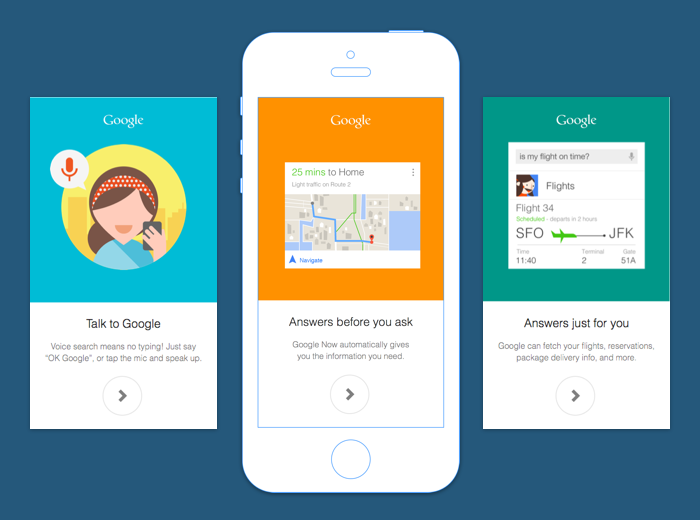 Google
Talk to Google
Voice search means no typing! Just say
“OK Google”, or tap the mic and speak up.
Google
25 mins to Home
Light traffic on Route 2
Navigate
Answers before you ask
Google Now automatically gives
you the information you need.
Google
is my flight on time?
Flights
Flight 34
Scheduled - departs in 2 hours
SFO JFK
Time Terminal Gate
11:40 2 51A
Answers just for you
Google can fetch your flights, reservations,
package delivery info, and more.